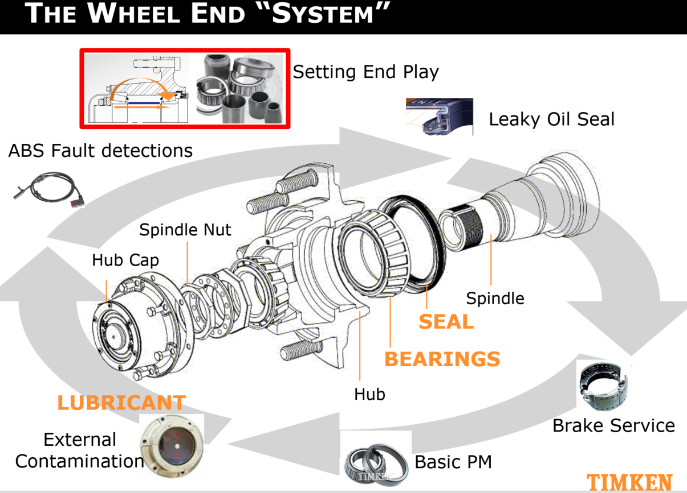 THE WHEEL END “SYSTEM”
Setting End Play
Leaky Oil Seal
ABS Fault detections
Spindle Nut
Hub Cap
Spindle
SEAL
BEARINGS
Hub
LUBRICANT
Brake Service
External
Contamination
Basic PM
TIMKEN
TIMKEN